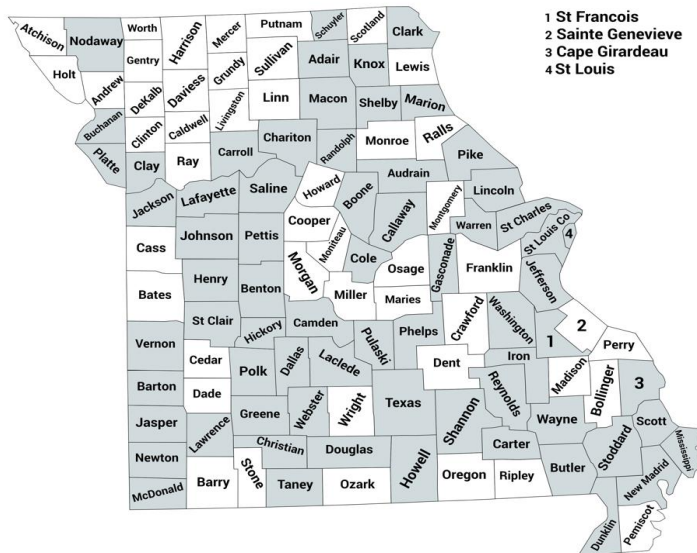 1 St Francois
2 Sainte Genevieve
3 Cape Girardeau
4 St Louis
Atchison
Nodaway
Worth
Harrison
Mercer
Putnam
Schuyler
Scotland
Clark
Holt
Andrew
Gentry
DeKalb
Daviess
Grundy
Sullivan
Adair
Knox
Lewis
Buchanan
Clinton
Caldwell
Livingston
Linn
Macon
Shelby
Marion
Platte
Clay
Ray
Carroll
Chariton
Randolph
Monroe
Ralls
Pike
Jackson
Lafayette
Saline
Howard
Boone
Audrain
Callaway
Montgomery
Lincoln
Warren
St Charles
St Louis Co
4
Cass
Johnson
Pettis
Cooper
Moniteau
Morgan
Cole
Osage
Gasconade
Franklin
Jefferson
Bates
Henry
Benton
Miller
Maries
Crawford
Washington
St Clair
Hickory
Camden
Pulaski
Phelps
1
2
Perry
Vernon
Cedar
Polk
Dallas
Laclede
Dent
Iron
Reynolds
Madison
Bollinger
3
Barton
Dade
Greene
Webster
Wright
Texas
Shannon
Wayne
Scott
Mississippi
Jasper
Lawrence
Christian
Douglas
Howell
Carter
Butler
Stoddard
New Madrid
Newton
McDonald
Barry
Stone
Taney
Ozark
Oregon
Ripley
Dunklin
Pemiscot